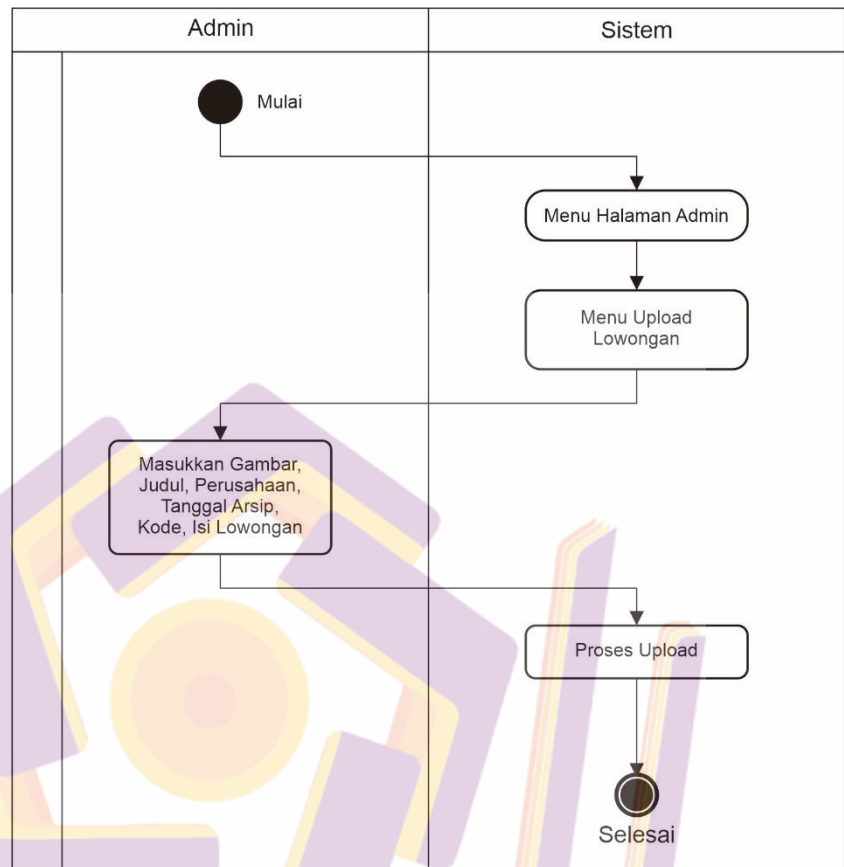 Admin
Sistem
Mulai
Menu Halaman Admin
Menu Upload
Lowongan
Masukkan Gambar,
Judul, Perusahaan,
Tanggal Arsip,
Kode, Isi Lowongan
Proses Upload
Selesai